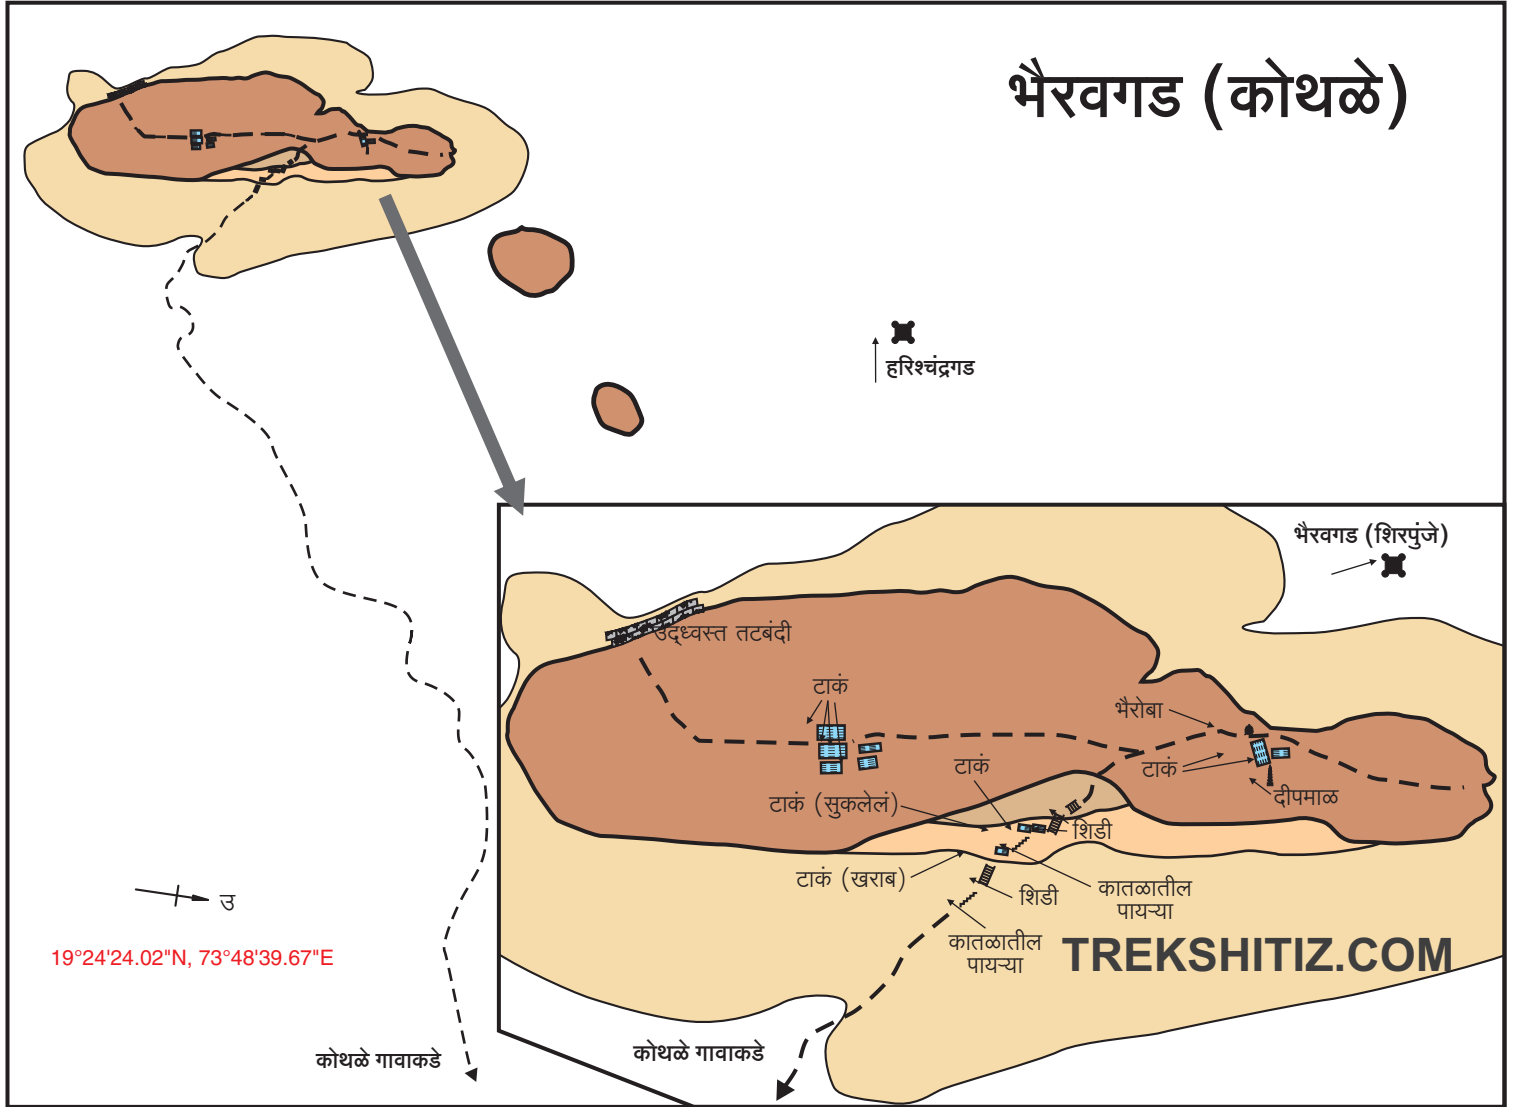 भैरवगड (कोथळे)
हरिश्चंद्रगड
भैरवगड (शिरपुंजे)
उद्ध्वस्त तटबंदी
टाकं
भैरोबा
टाकं
टाकं
टाकं (सुकलेलं)
दीपमाळ
शिडी
टाकं (खराब)
शिडी
कातळातील
पायऱ्या
कातळातील
पायऱ्या
उ
19°24'24.02"N, 73°48'39.67"E
TREKSHITIZ.COM
कोथळे गावाकडे
कोथळे गावाकडे